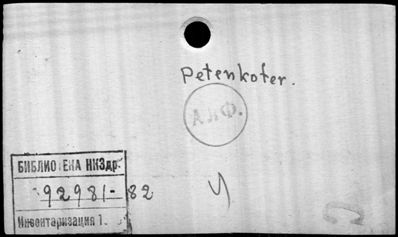 Petenkofer.
АлФ.
БИБЛИОТЕКА НКЗдр.
92981-82
Инвентаризация 1.